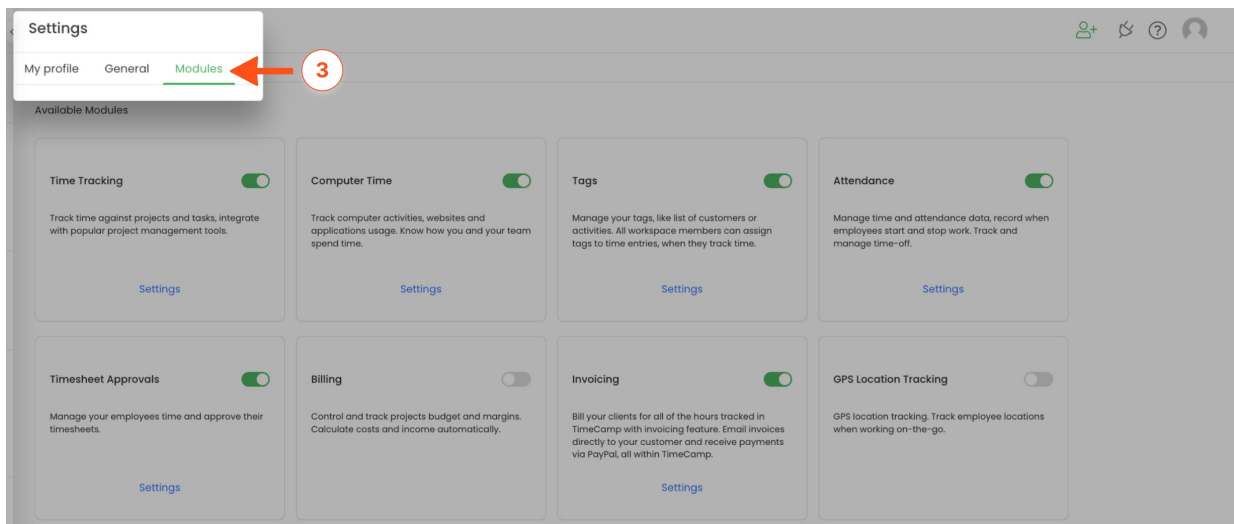 Settings
My profile General Modules
3
Available Modules
Time Tracking
Track time against projects and tasks, integrate
with popular project management tools.
Settings
Computer Time
Track computer activities, websites and
applications usage. Know how you and your team
spend time.
Settings
Tags
Manage your tags, like list of customers or
activities. All workspace members can assign
tags to time entries, when they track time.
Settings
Attendance
Manage time and attendance data, record when
employees start and stop work. Track and
manage time-off.
Settings
Timesheet Approvals
Manage your employees time and approve their
timesheets.
Settings
Billing
Control and track projects budget and margins.
Calculate costs and income automatically.
Invoicing
Bill your clients for all of the hours tracked in
TimeCamp with invoicing feature. Email invoices
directly to your customer and receive payments
via PayPal, all within TimeCamp.
Settings
GPS Location Tracking
GPS location tracking. Track employee locations
when working on-the-go.